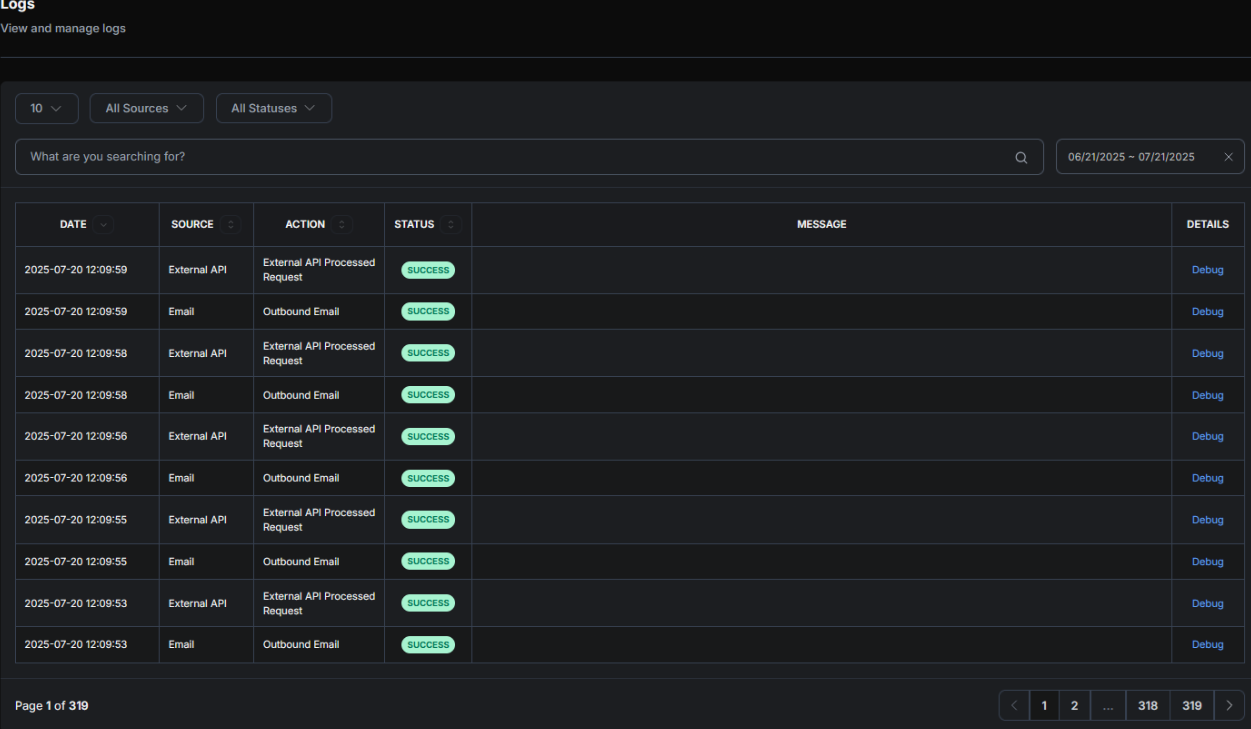 Logs
View and manage logs
10 All Sources All Statuses
What are you searching for? 06/21/2025 ~ 07/21/2025
DATE SOURCE ACTION STATUS MESSAGE DETAILS
2025-07-20 12:09:59 External API External API Processed Request SUCCESS Debug
2025-07-20 12:09:59 Email Outbound Email SUCCESS Debug
2025-07-20 12:09:58 External API External API Processed Request SUCCESS Debug
2025-07-20 12:09:58 Email Outbound Email SUCCESS Debug
2025-07-20 12:09:56 External API External API Processed Request SUCCESS Debug
2025-07-20 12:09:56 Email Outbound Email SUCCESS Debug
2025-07-20 12:09:55 External API External API Processed Request SUCCESS Debug
2025-07-20 12:09:55 Email Outbound Email SUCCESS Debug
2025-07-20 12:09:53 External API External API Processed Request SUCCESS Debug
2025-07-20 12:09:53 Email Outbound Email SUCCESS Debug
Page 1 of 319 1 2 ... 318 319